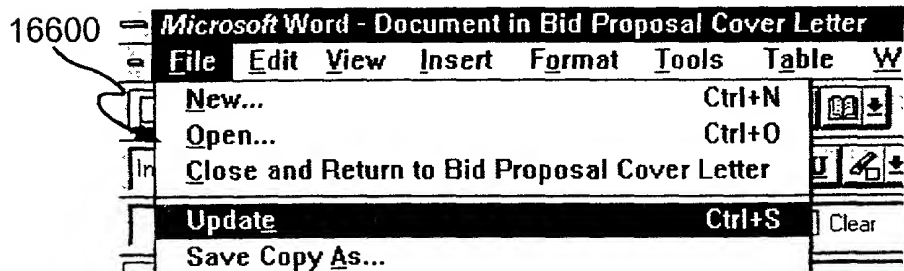 16600
Microsoft Word - Document in Bid Proposal Cover Letter
File Edit View Insert Format Tools Table W
New... Ctrl+N
Open... Ctrl+O
In
Close and Return to Bid Proposal Cover Letter U
Update Ctrl+S Clear
Save Copy As...